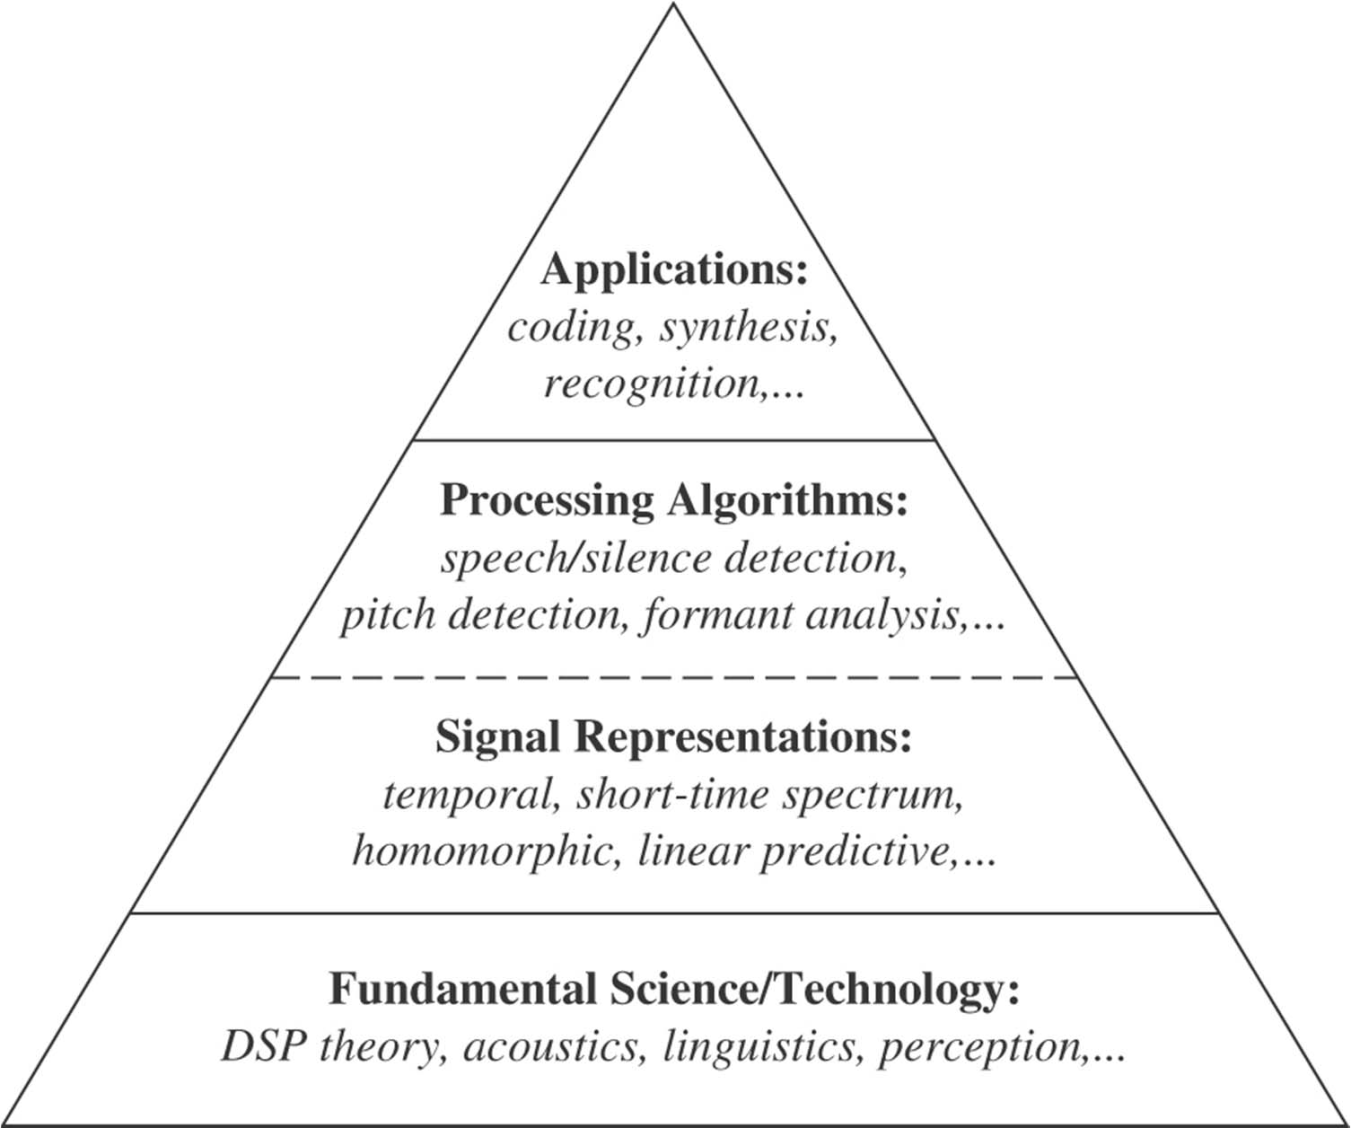 Applications:
coding, synthesis,
recognition,...
Processing Algorithms:
speech/silence detection,
pitch detection, formant analysis,...
Signal Representations:
temporal, short-time spectrum,
homomorphic, linear predictive,...
Fundamental Science/Technology:
DSP theory, acoustics, linguistics, perception,...